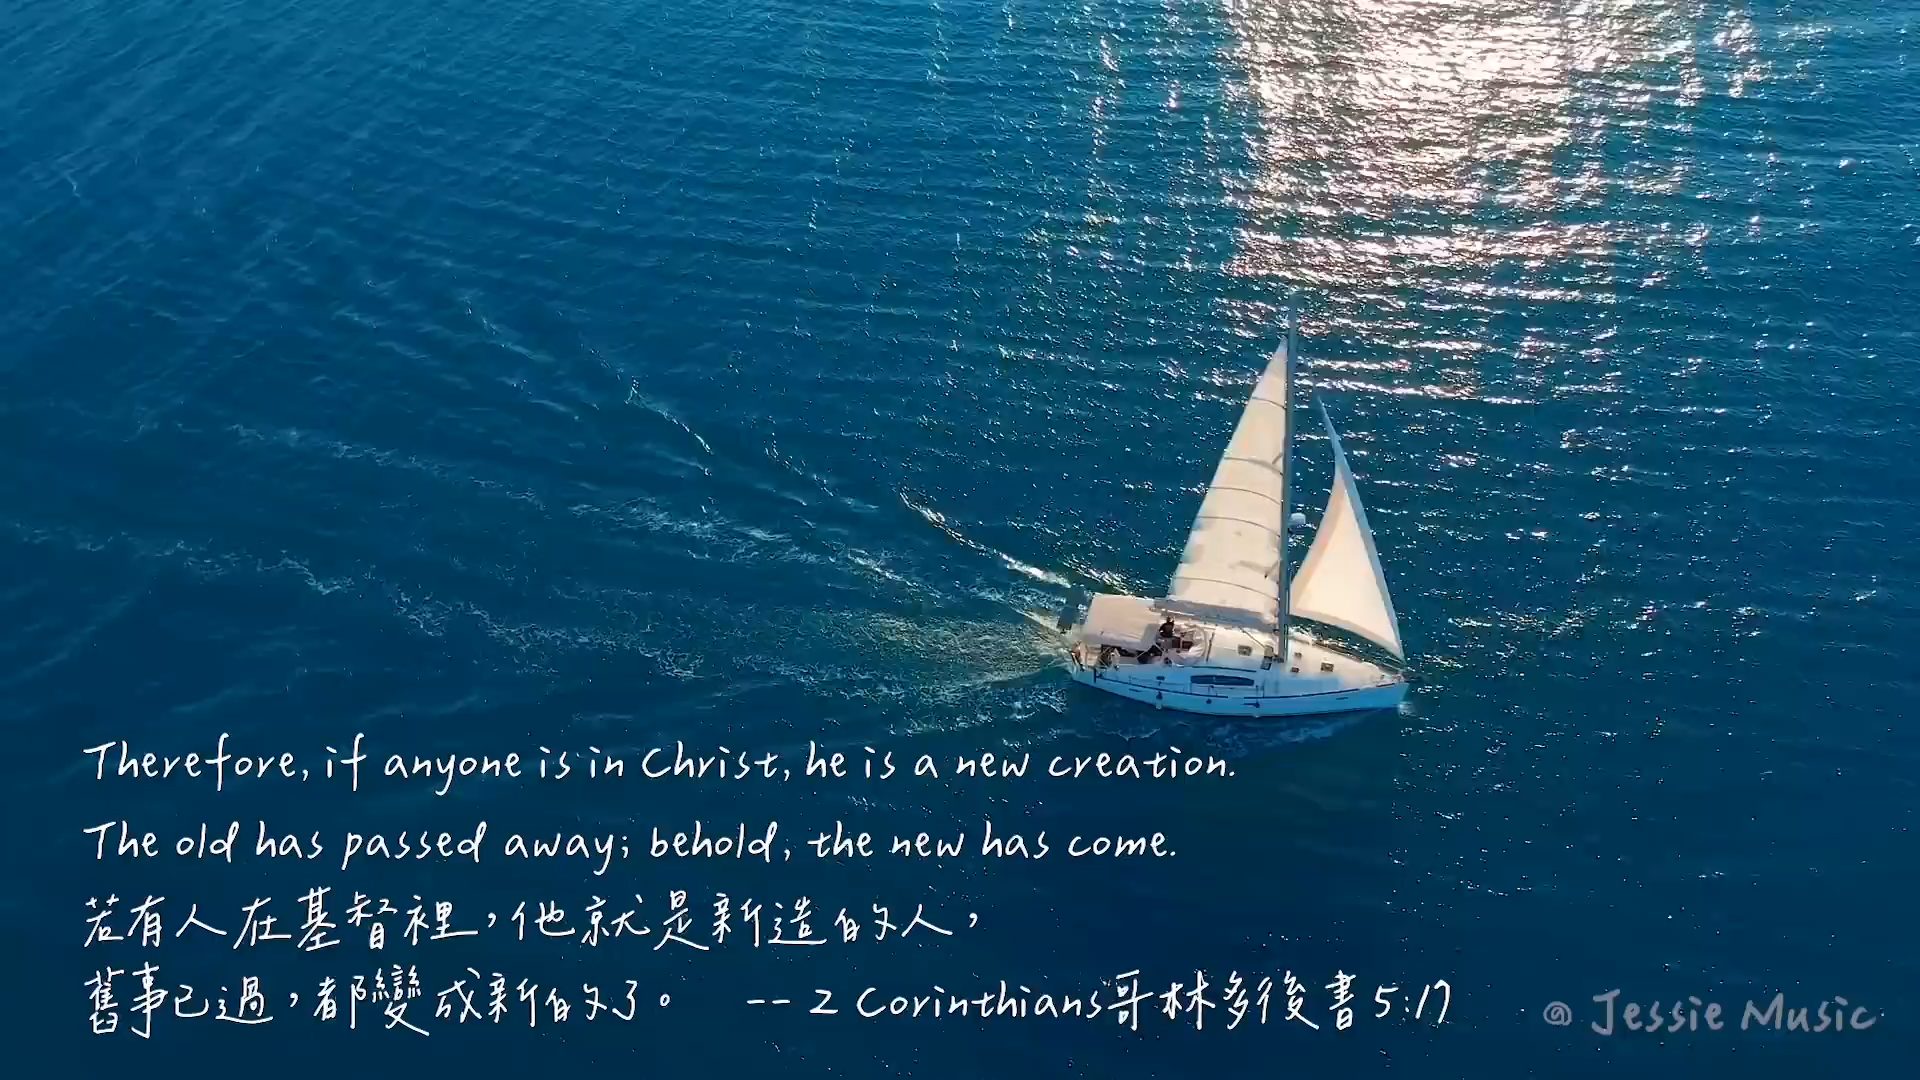 Therefore, if anyone is in Christ, he is a new creation.
The old has passed away; behold, the new has come.
若有人在基督裡，他就是新造的人，
舊事已過，都變成新的了。 -- 2 Corinthians哥林多後書5:17
@ Jessie Music